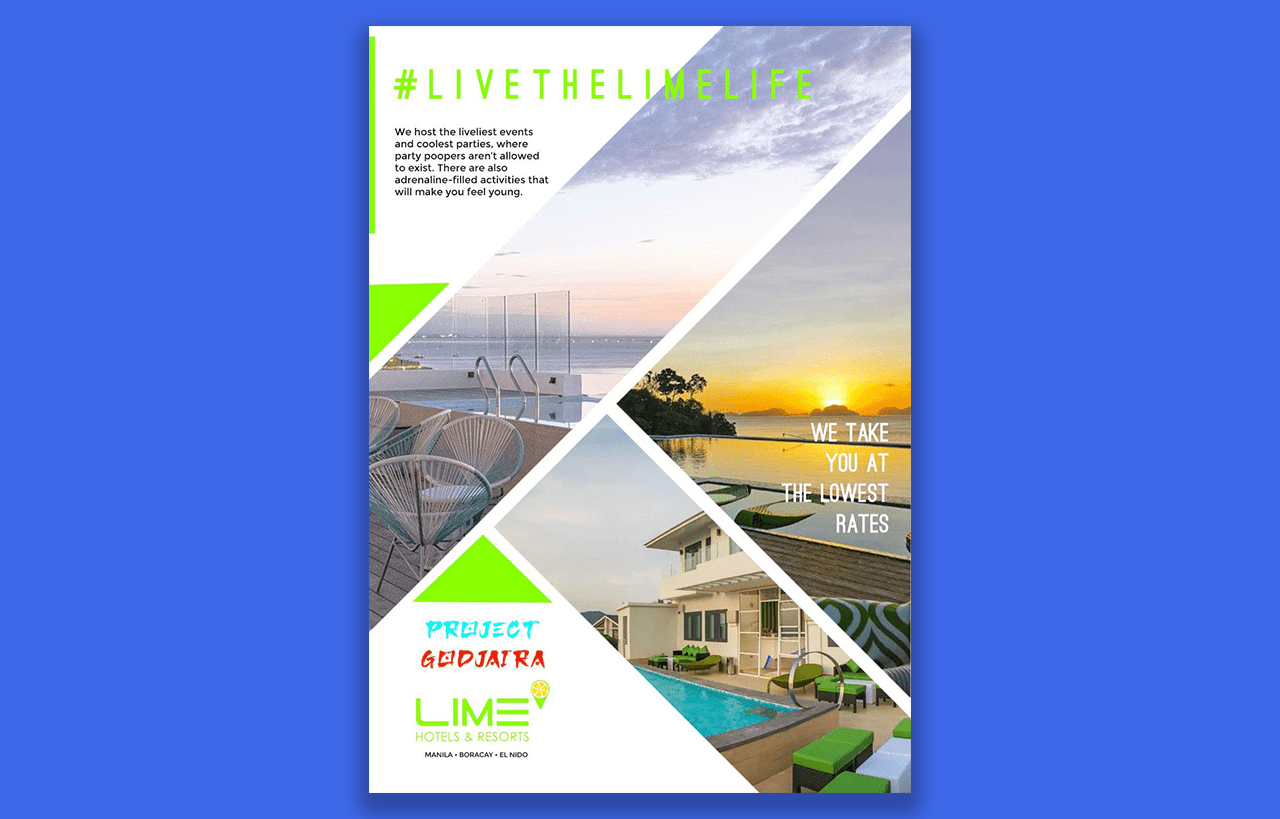 #LIVETHELIMELIFE
We host the liveliest events
and coolest parties, where
party poopers aren't allowed
to exist. There are also
adrenaline-filled activities that
will make you feel young.
WE TAKE
YOU AT
THE LOWEST
RATES
PROJECT
GODJAIRA
LIME
HOTELS & RESORTS
MANILA • BORACAY • EL NIDO